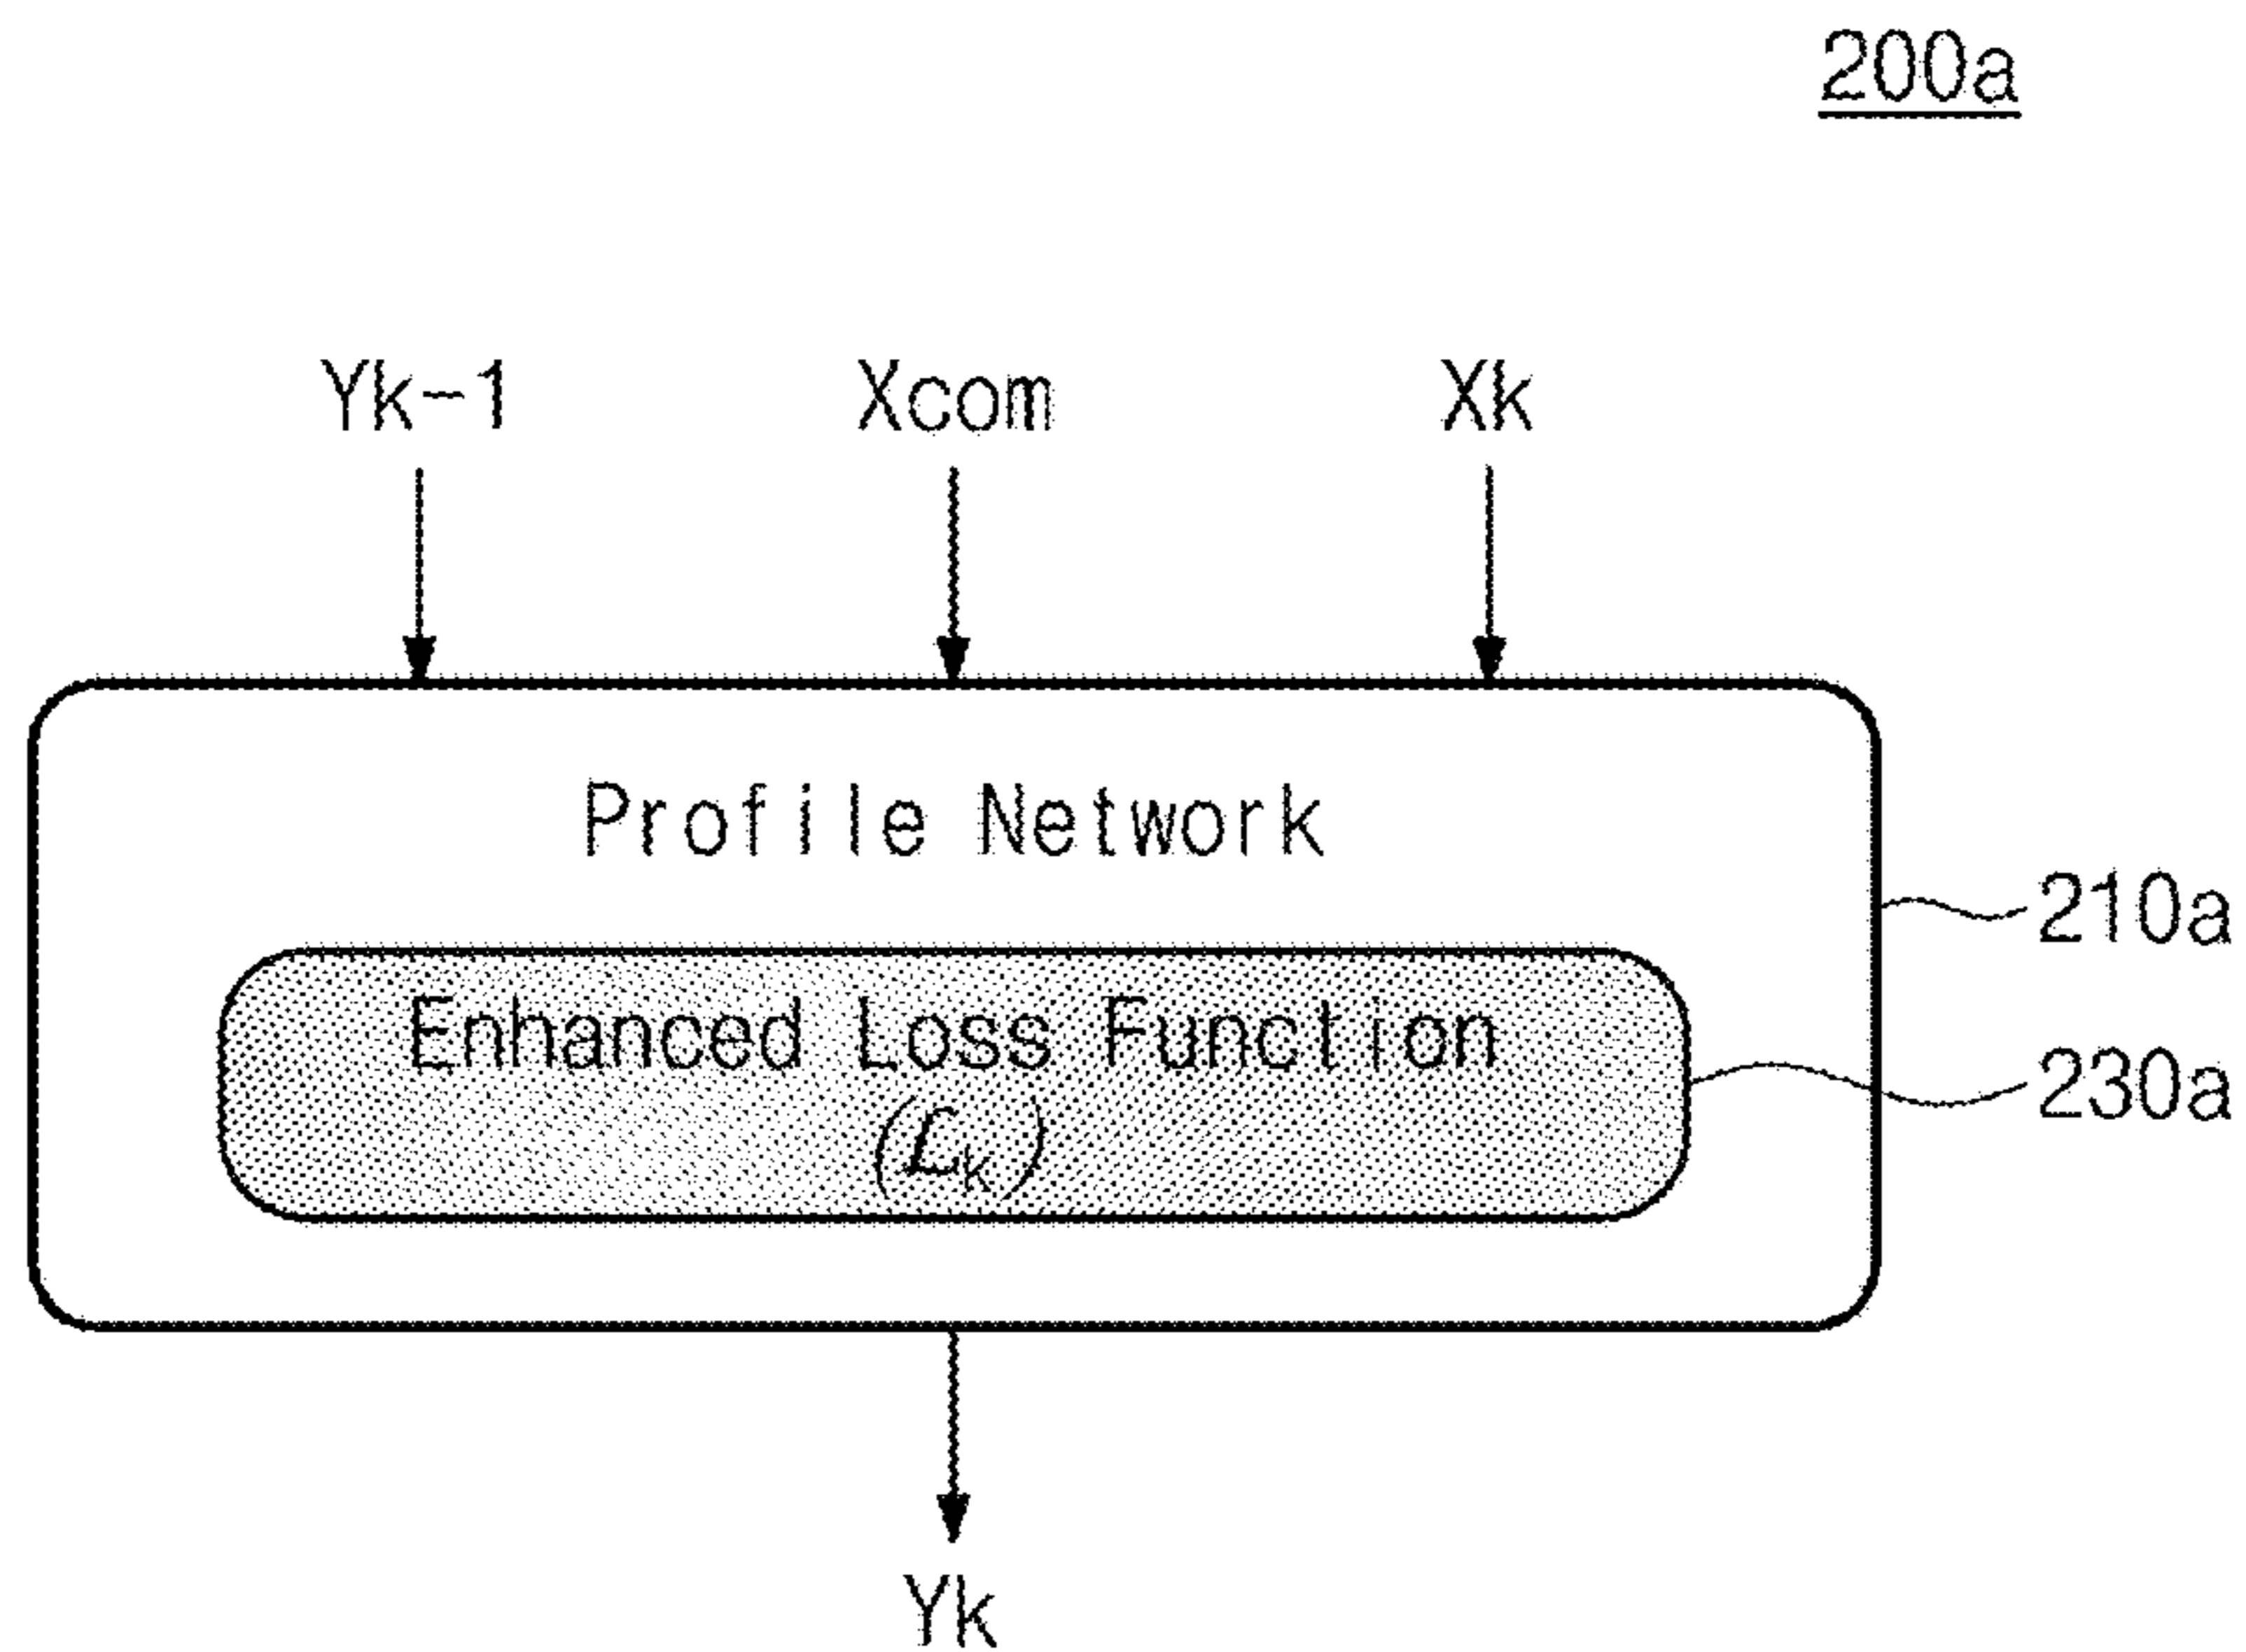 200a
Yk-1 Xcom Xk
Profile Network
210a
Enhanced Loss Function
230a
(ℒk)
Yk